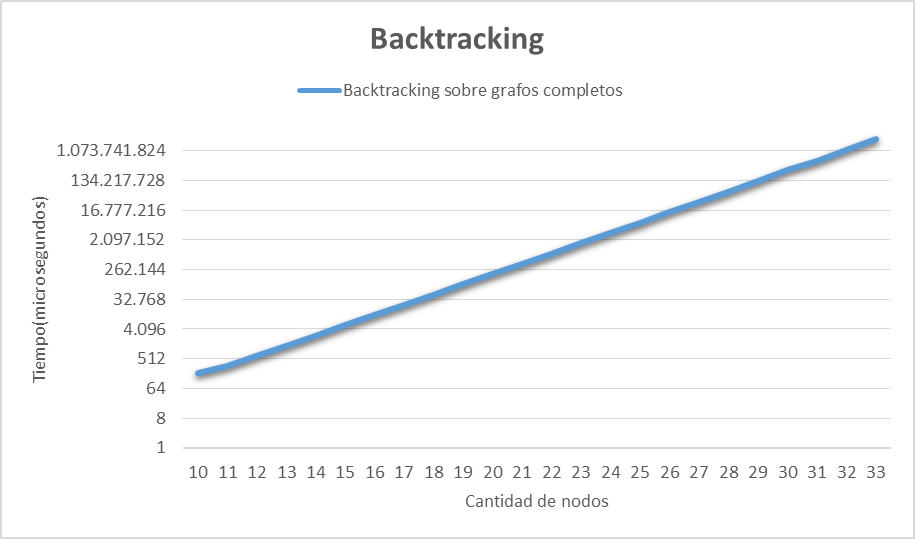 Backtracking
Backtracking sobre grafos completos
1.073.741.824
134.217.728
16.777.216
2.097.152
262.144
32.768
4.096
512
64
8
1
Tiempo(microsegundos)
10 11 12 13 14 15 16 17 18 19 20 21 22 23 24 25 26 27 28 29 30 31 32 33
Cantidad de nodos